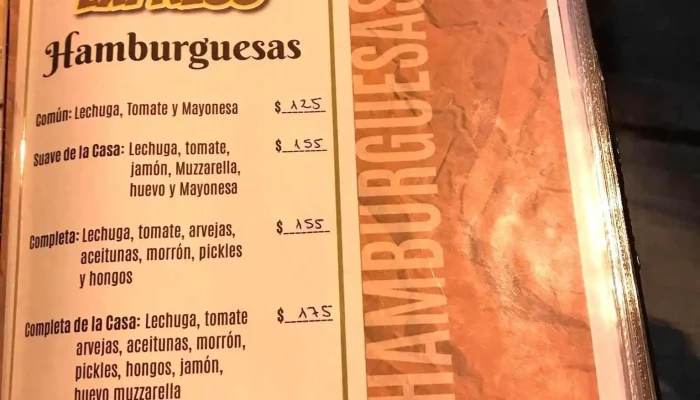 EXPRESS
Hamburguesas
Común: Lechuga, Tomate y Mayonesa $ 125
Suave de la Casa: Lechuga, tomate, $ 155
jamón, Muzzarella,
huevo y Mayonesa
Completa: Lechuga, tomate, arvejas, $ 155
aceitunas, morrón, pickles
y hongos
Completa de la Casa: Lechuga, tomate $ 175
arvejas, aceitunas, morrón,
pickles, hongos, jamón,
huevo muzzarella
HAMBURGUESAS